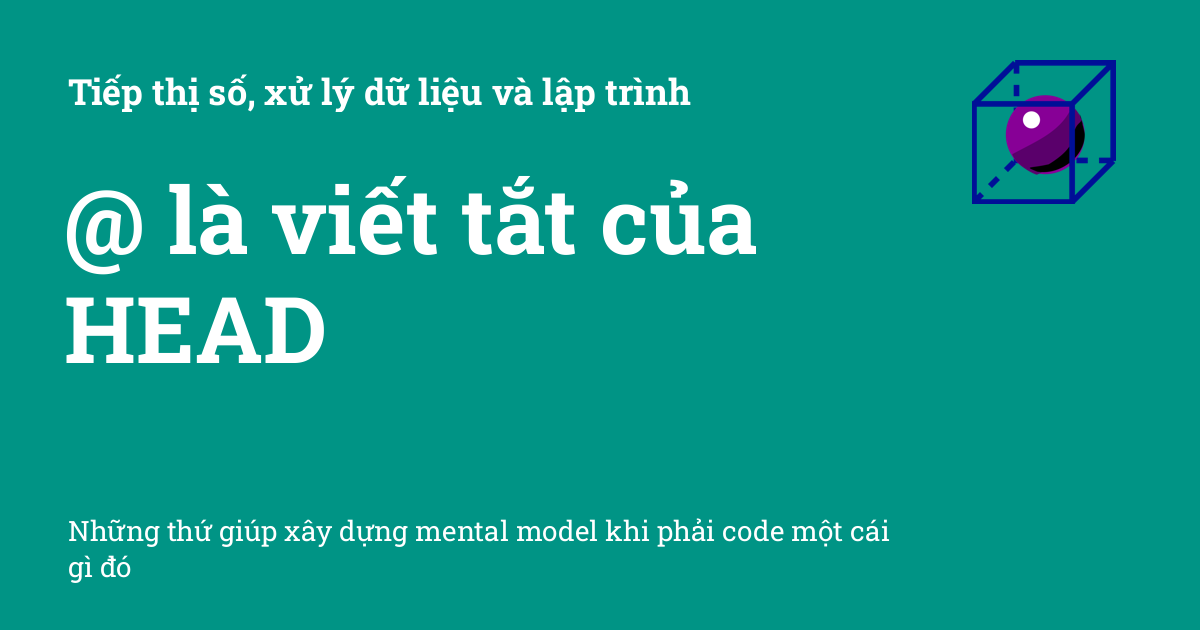 Tiếp thị số, xử lý dữ liệu và lập trình
@ là viết tắt của
HEAD
Những thứ giúp xây dựng mental model khi phải code một cái
gì đó